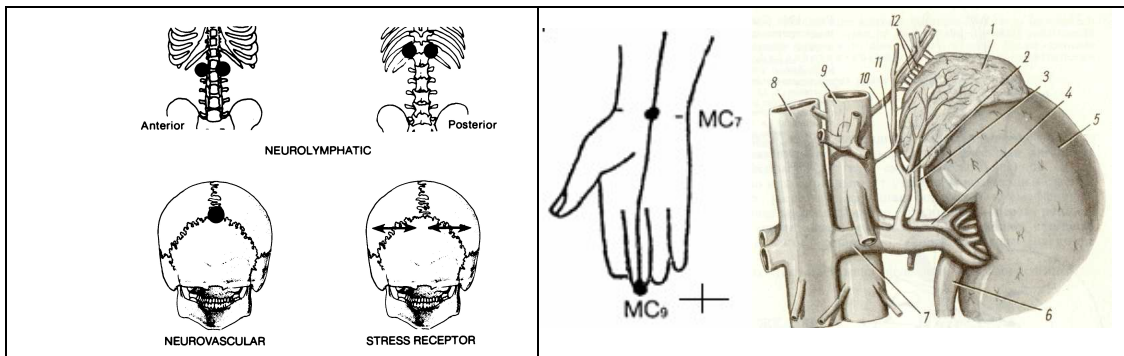 Anterior
Posterior
NEUROLYMPHATIC
NEUROVASCULAR
STRESS RECEPTOR
MC7
MC9
12
1
11
2
3
10
9
8
4
5
7
6